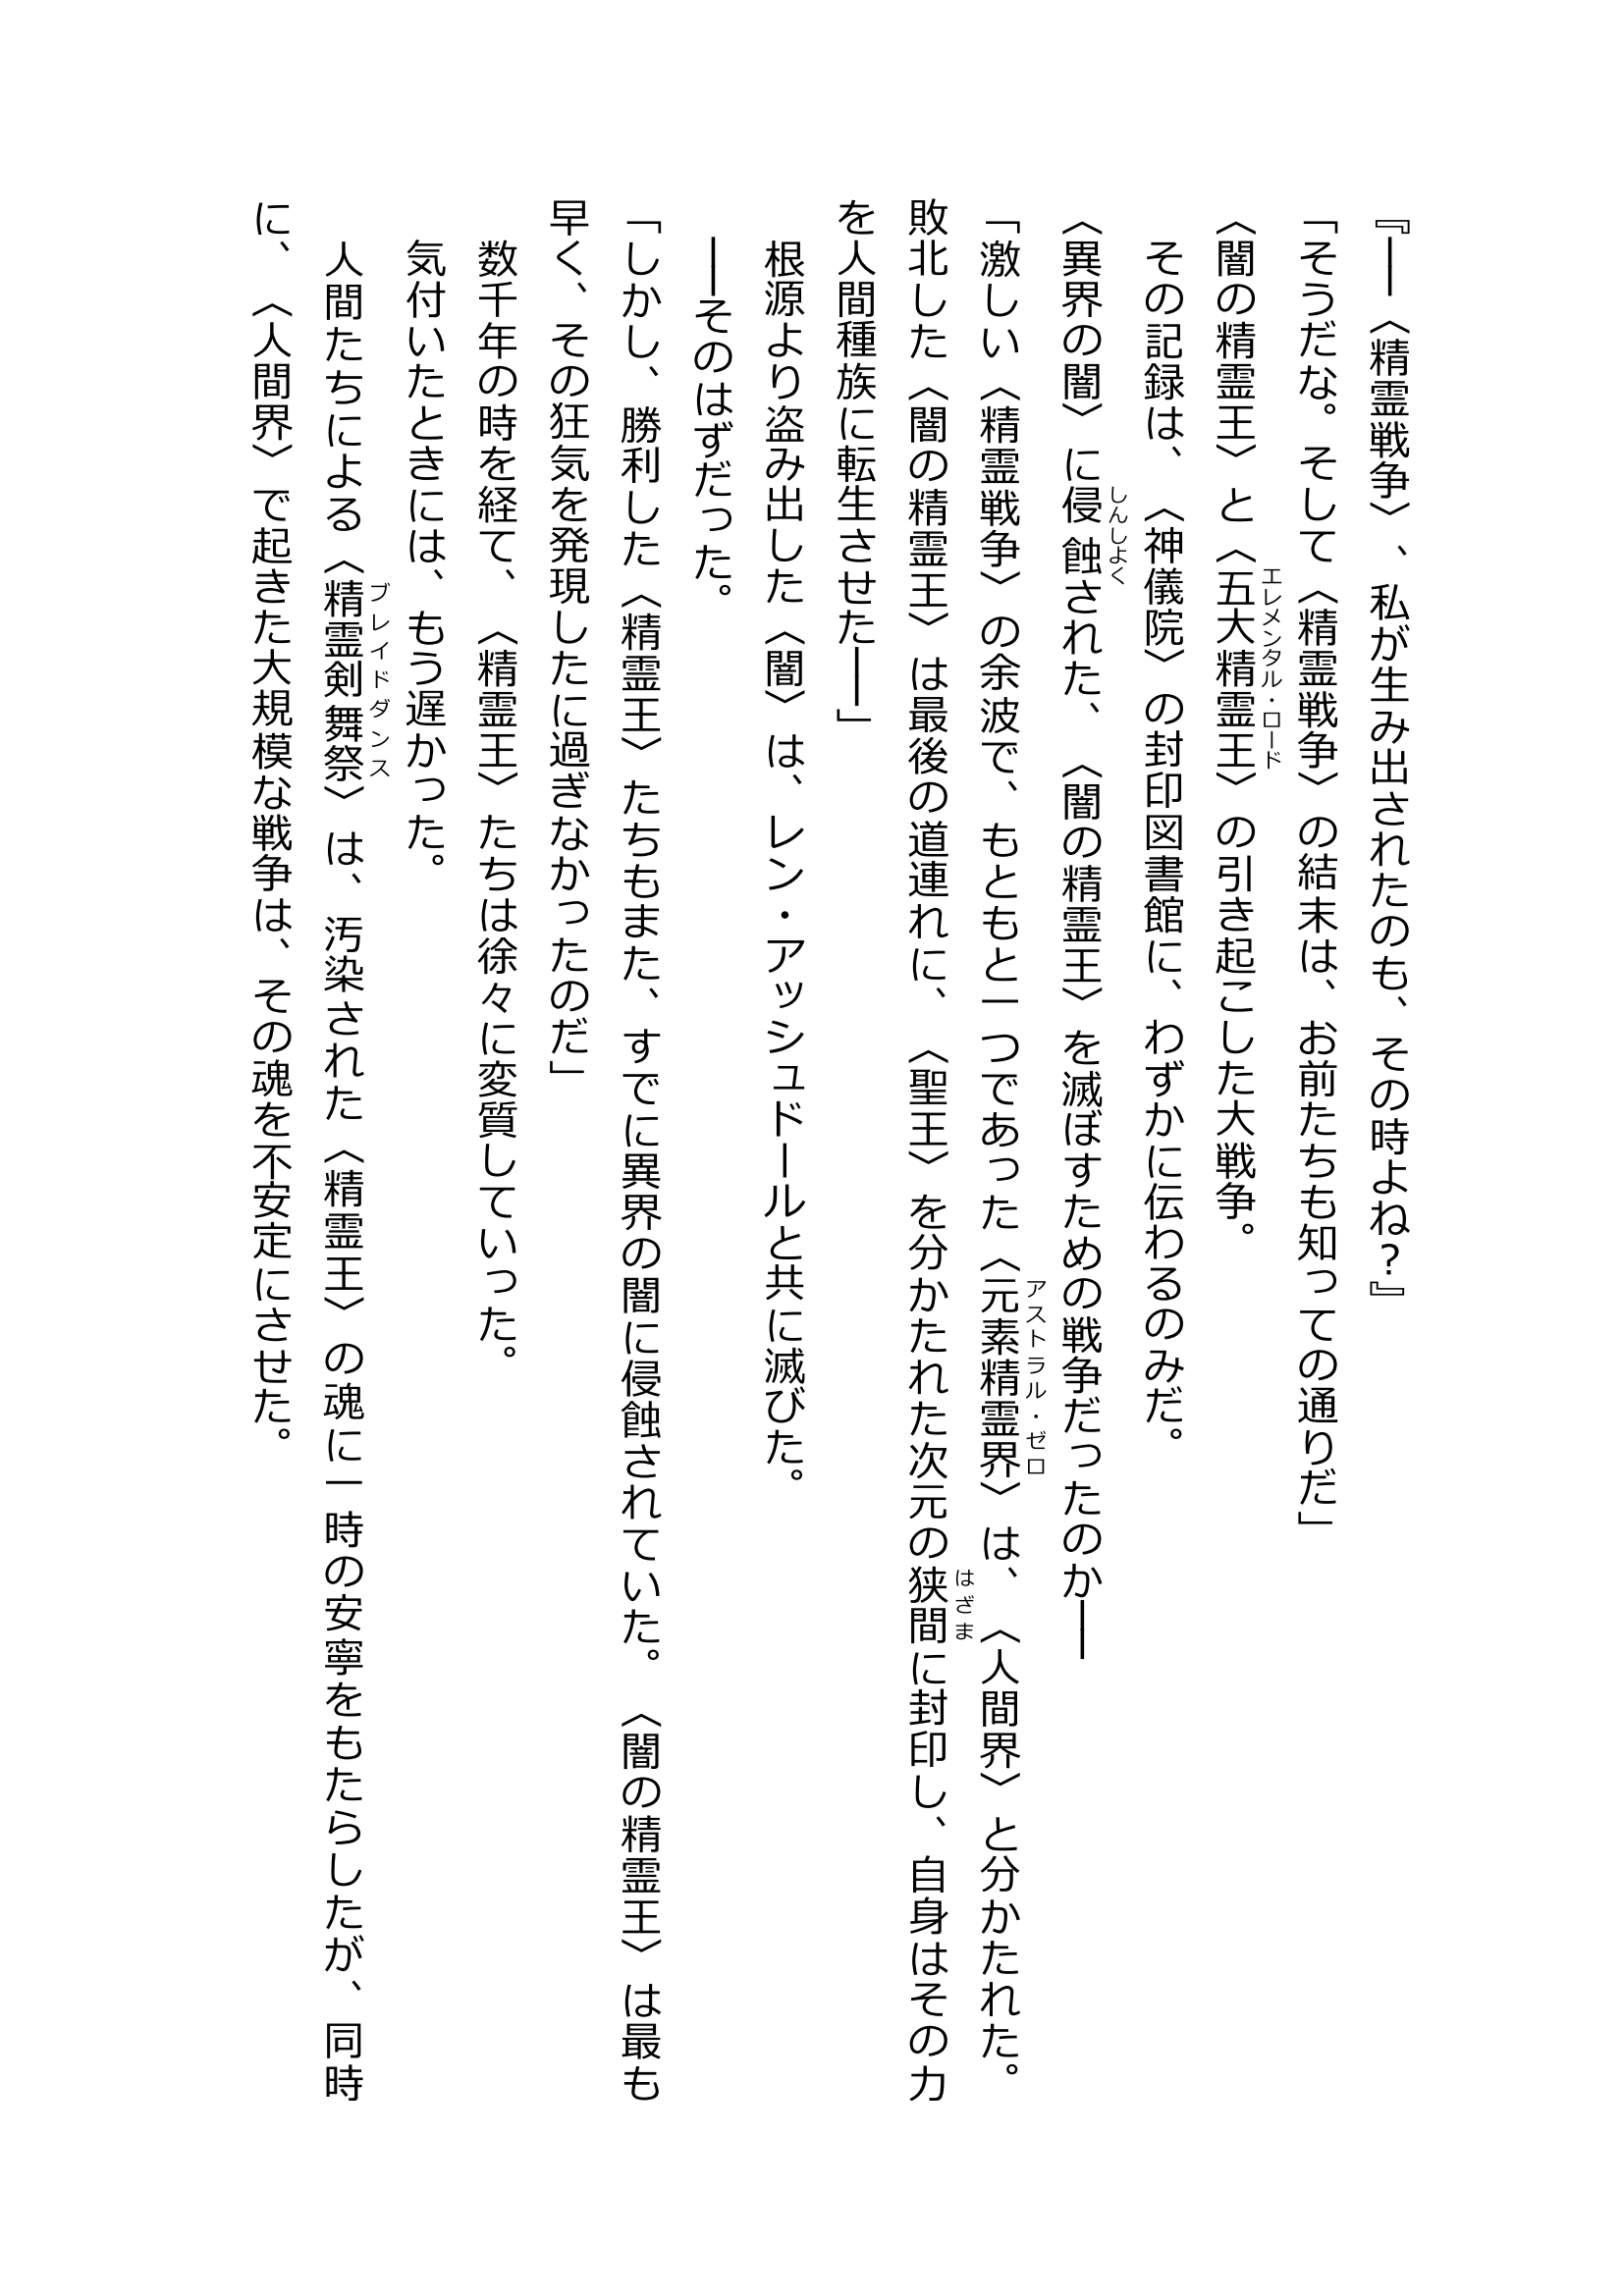 『――〈精霊戦争〉、私が生み出されたのも、その時よね？』
「そうだな。そして〈精霊戦争〉の結末は、お前たちも知っての通りだ」
〈闇の精霊王〉と〈五大精霊王〉の引き起こした大戦争。
エレメンタル・ロード
その記録は、〈神儀院〉の封印図書館に、わずかに伝わるのみだ。
〈異界の闇〉に侵蝕された、〈闇の精霊王〉を滅ぼすための戦争だったのか――
しんしよく
「激しい〈精霊戦争〉の余波で、もともと一つであった〈元素精霊界〉は、〈人間界〉と分かたれた。
アストラル・ゼロ
敗北した〈闇の精霊王〉は最後の道連れに、〈聖王〉を分かたれた次元の狭間に封印し、自身はその力
はざま
を人間種族に転生させた――」
根源より盗み出した〈闇〉は、レン・アッシュドールと共に滅びた。
――そのはずだった。
「しかし、勝利した〈精霊王〉たちもまた、すでに異界の闇に侵蝕されていた。〈闇の精霊王〉は最も
早く、その狂気を発現したに過ぎなかったのだ」
数千年の時を経て、〈精霊王〉たちは徐々に変質していった。
気付いたときには、もう遅かった。
人間たちによる〈精霊剣舞祭〉は、汚染された〈精霊王〉の魂に一時の安寧をもたらしたが、同時
ブレイドダンス
に、〈人間界〉で起きた大規模な戦争は、その魂を不安定にさせた。